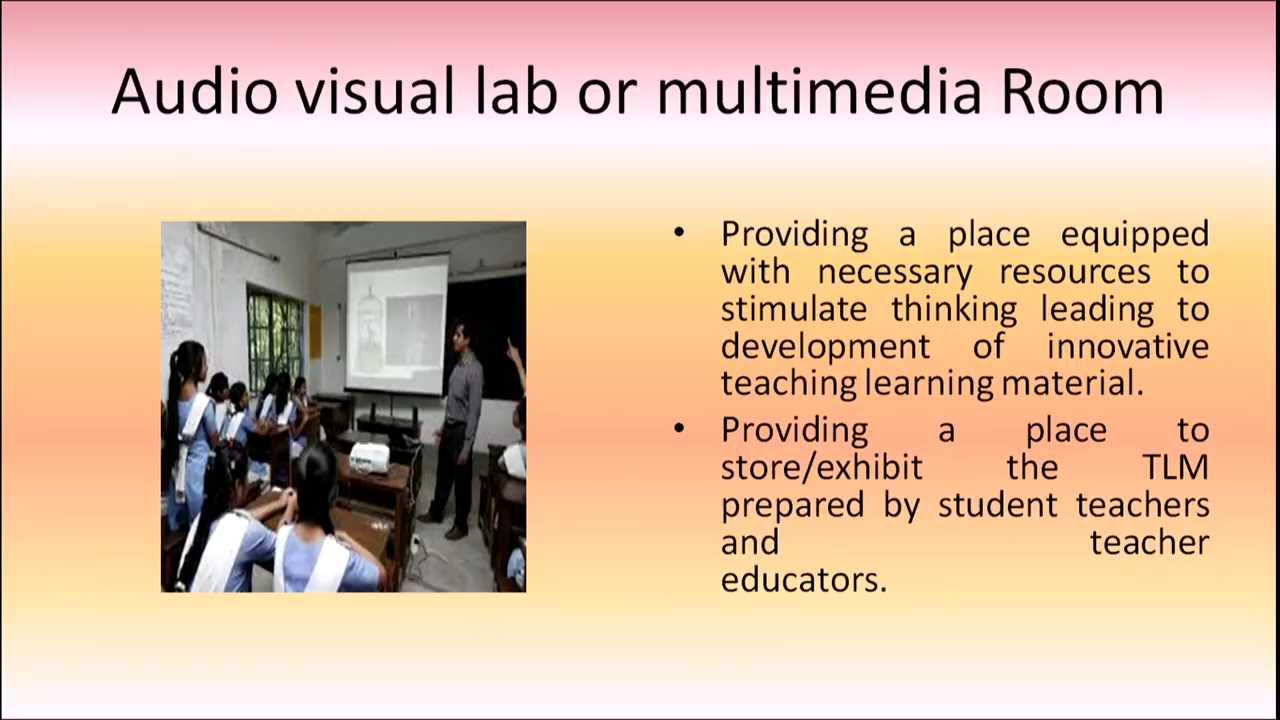 Audio visual lab or multimedia Room
• Providing a place equipped
with necessary resources to
stimulate thinking leading to
development of innovative
teaching learning material.
• Providing a place to
store/exhibit the TLM
prepared by student teachers
and teacher
educators.